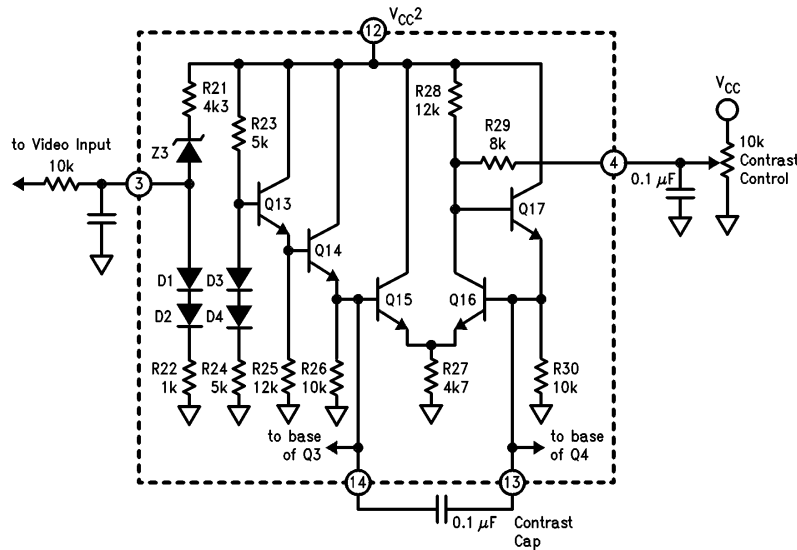 VCC2
12
R21
4k3
R23
5k
R28
12k
VCC
to Video Input
10k
Z3
R29
8k
10k
Contrast
Control
3
4
0.1 μF
Q13
Q17
Q14
D1
D3
Q15
Q16
D2
D4
R22
1k
R24
5k
R25
12k
R26
10k
R27
4k7
R30
10k
to base
of Q3
to base
of Q4
14
13
0.1 μF
Contrast
Cap